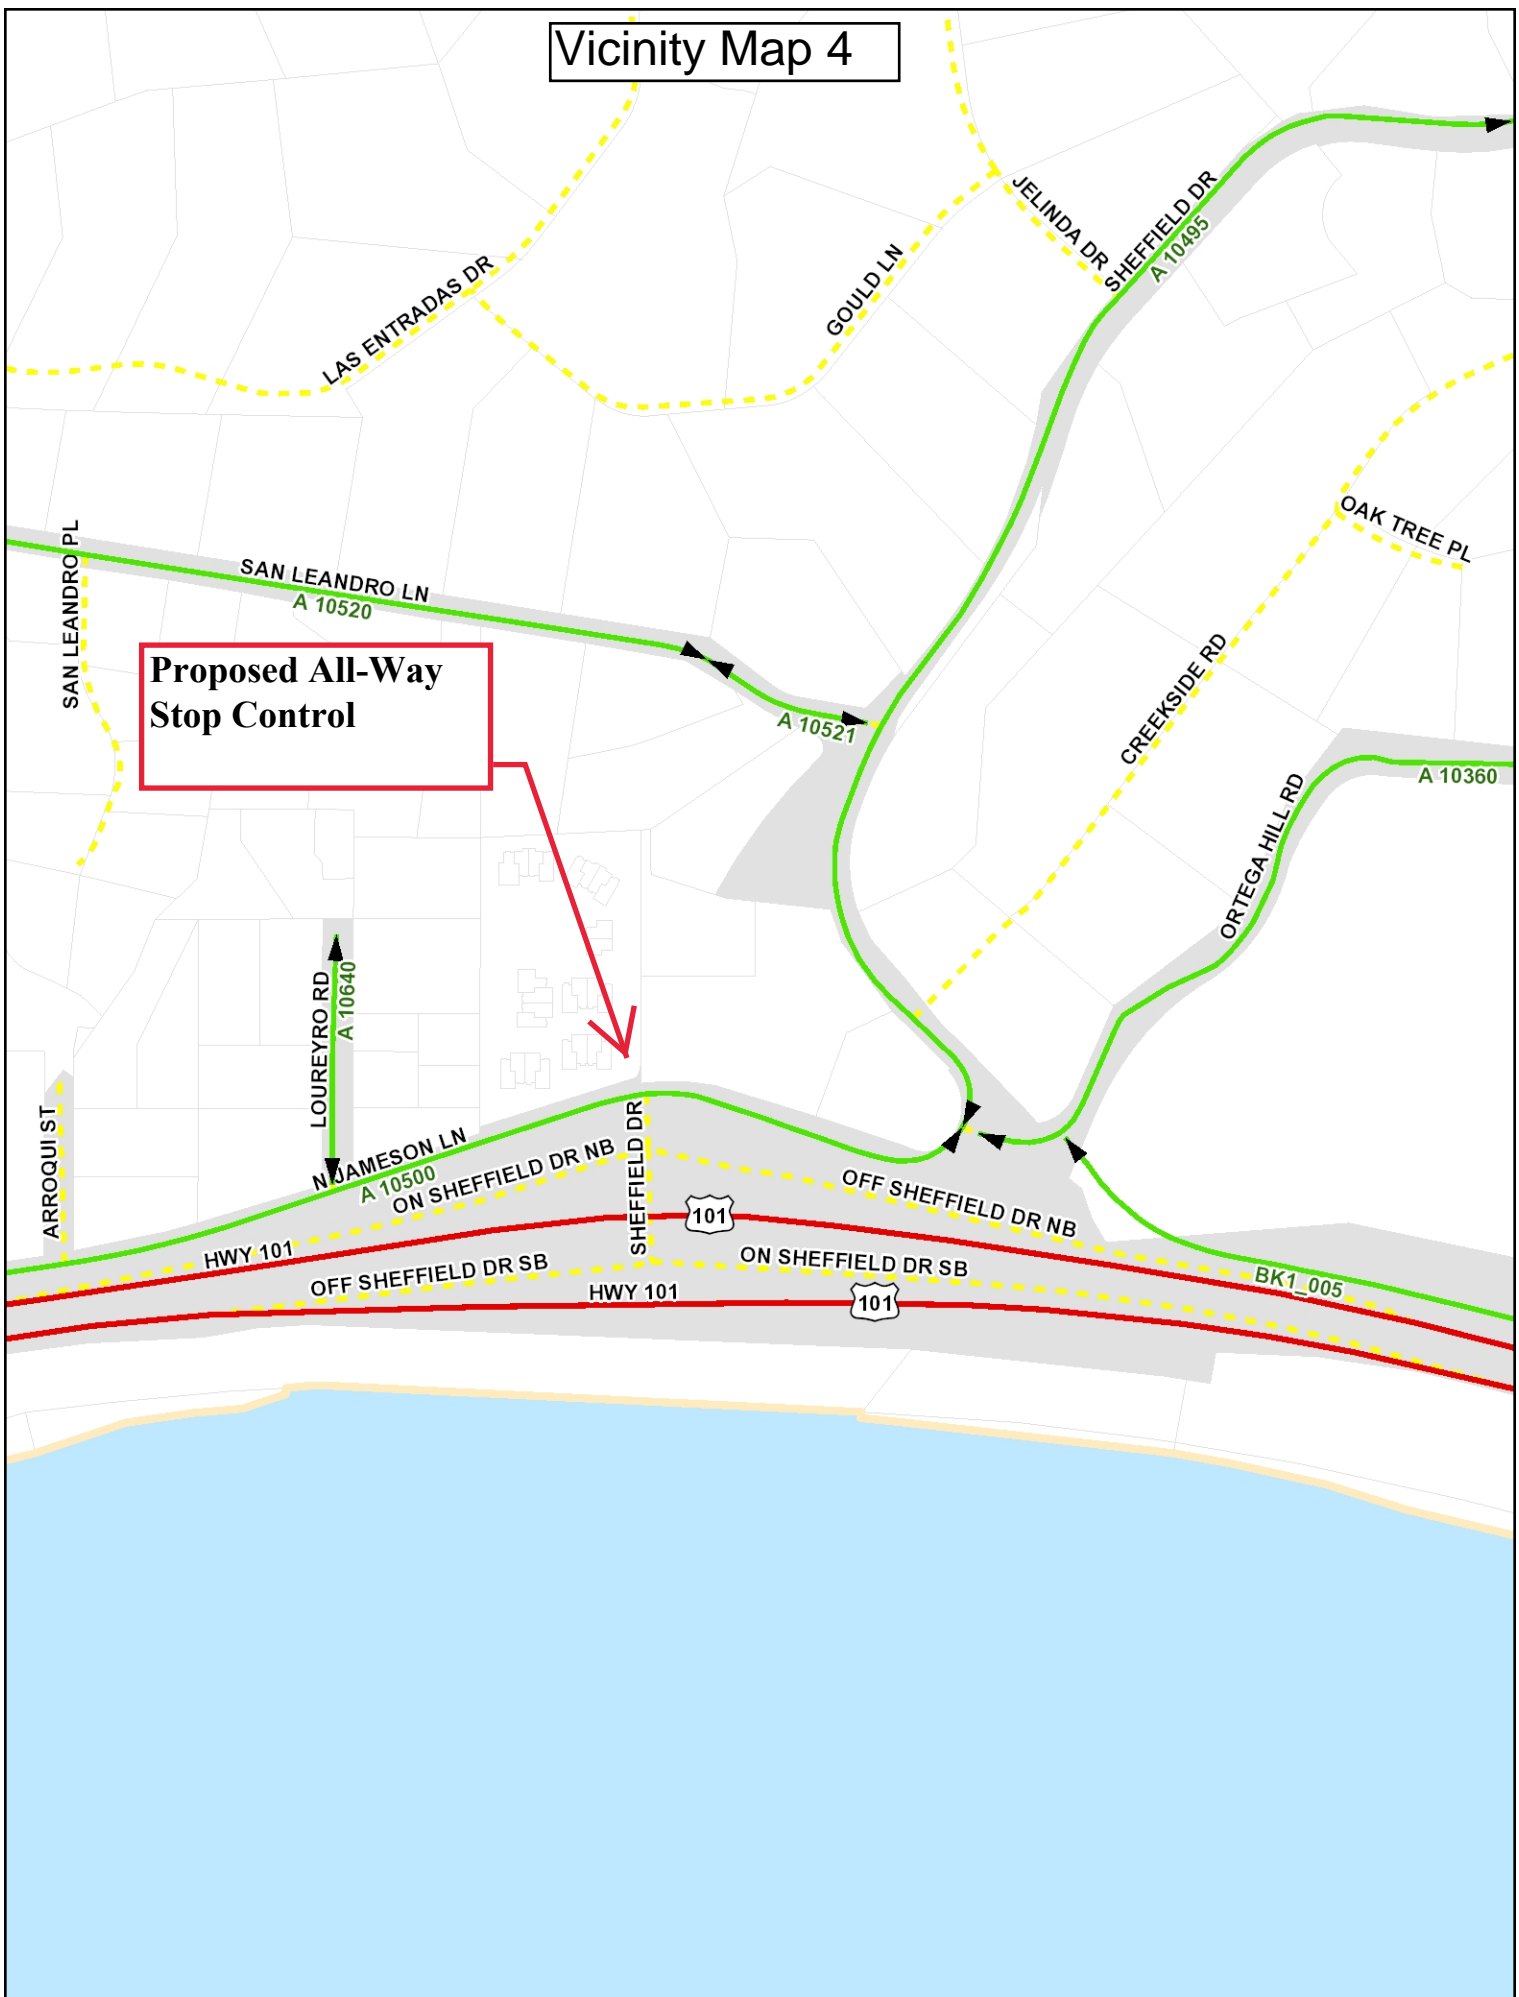 Vicinity Map 4
JELINDA DR
SHEFFIELD DR
A 10495
GOULD LN
LAS ENTRADAS DR
OAK TREE PL
SAN LEANDRO PL
SAN LEANDRO LN
A 10520
Proposed All-Way
Stop Control
A 10521
CREEKSIDE RD
ORTEGA HILL RD
A 10360
LOUREYRO RD
A 10640
ARROQUI ST
N JAMESON LN
A 10500
ON SHEFFIELD DR NB
SHEFFIELD DR
OFF SHEFFIELD DR NB
101
HWY 101
OFF SHEFFIELD DR SB
ON SHEFFIELD DR SB
HWY 101
101
BK1_005